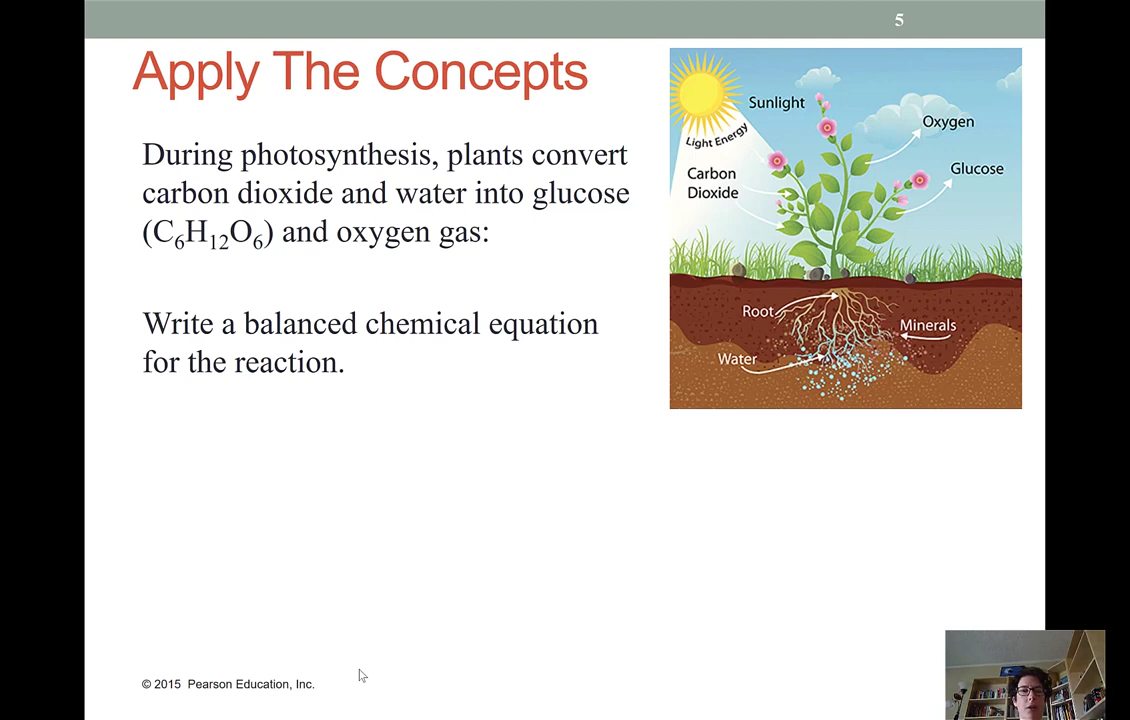 5
Apply The Concepts
During photosynthesis, plants convert
carbon dioxide and water into glucose
(C₆H₁₂O₆) and oxygen gas:
Write a balanced chemical equation
for the reaction.
Sunlight
Light Energy
Oxygen
Carbon
Dioxide
Glucose
Root
Minerals
Water
© 2015 Pearson Education, Inc.